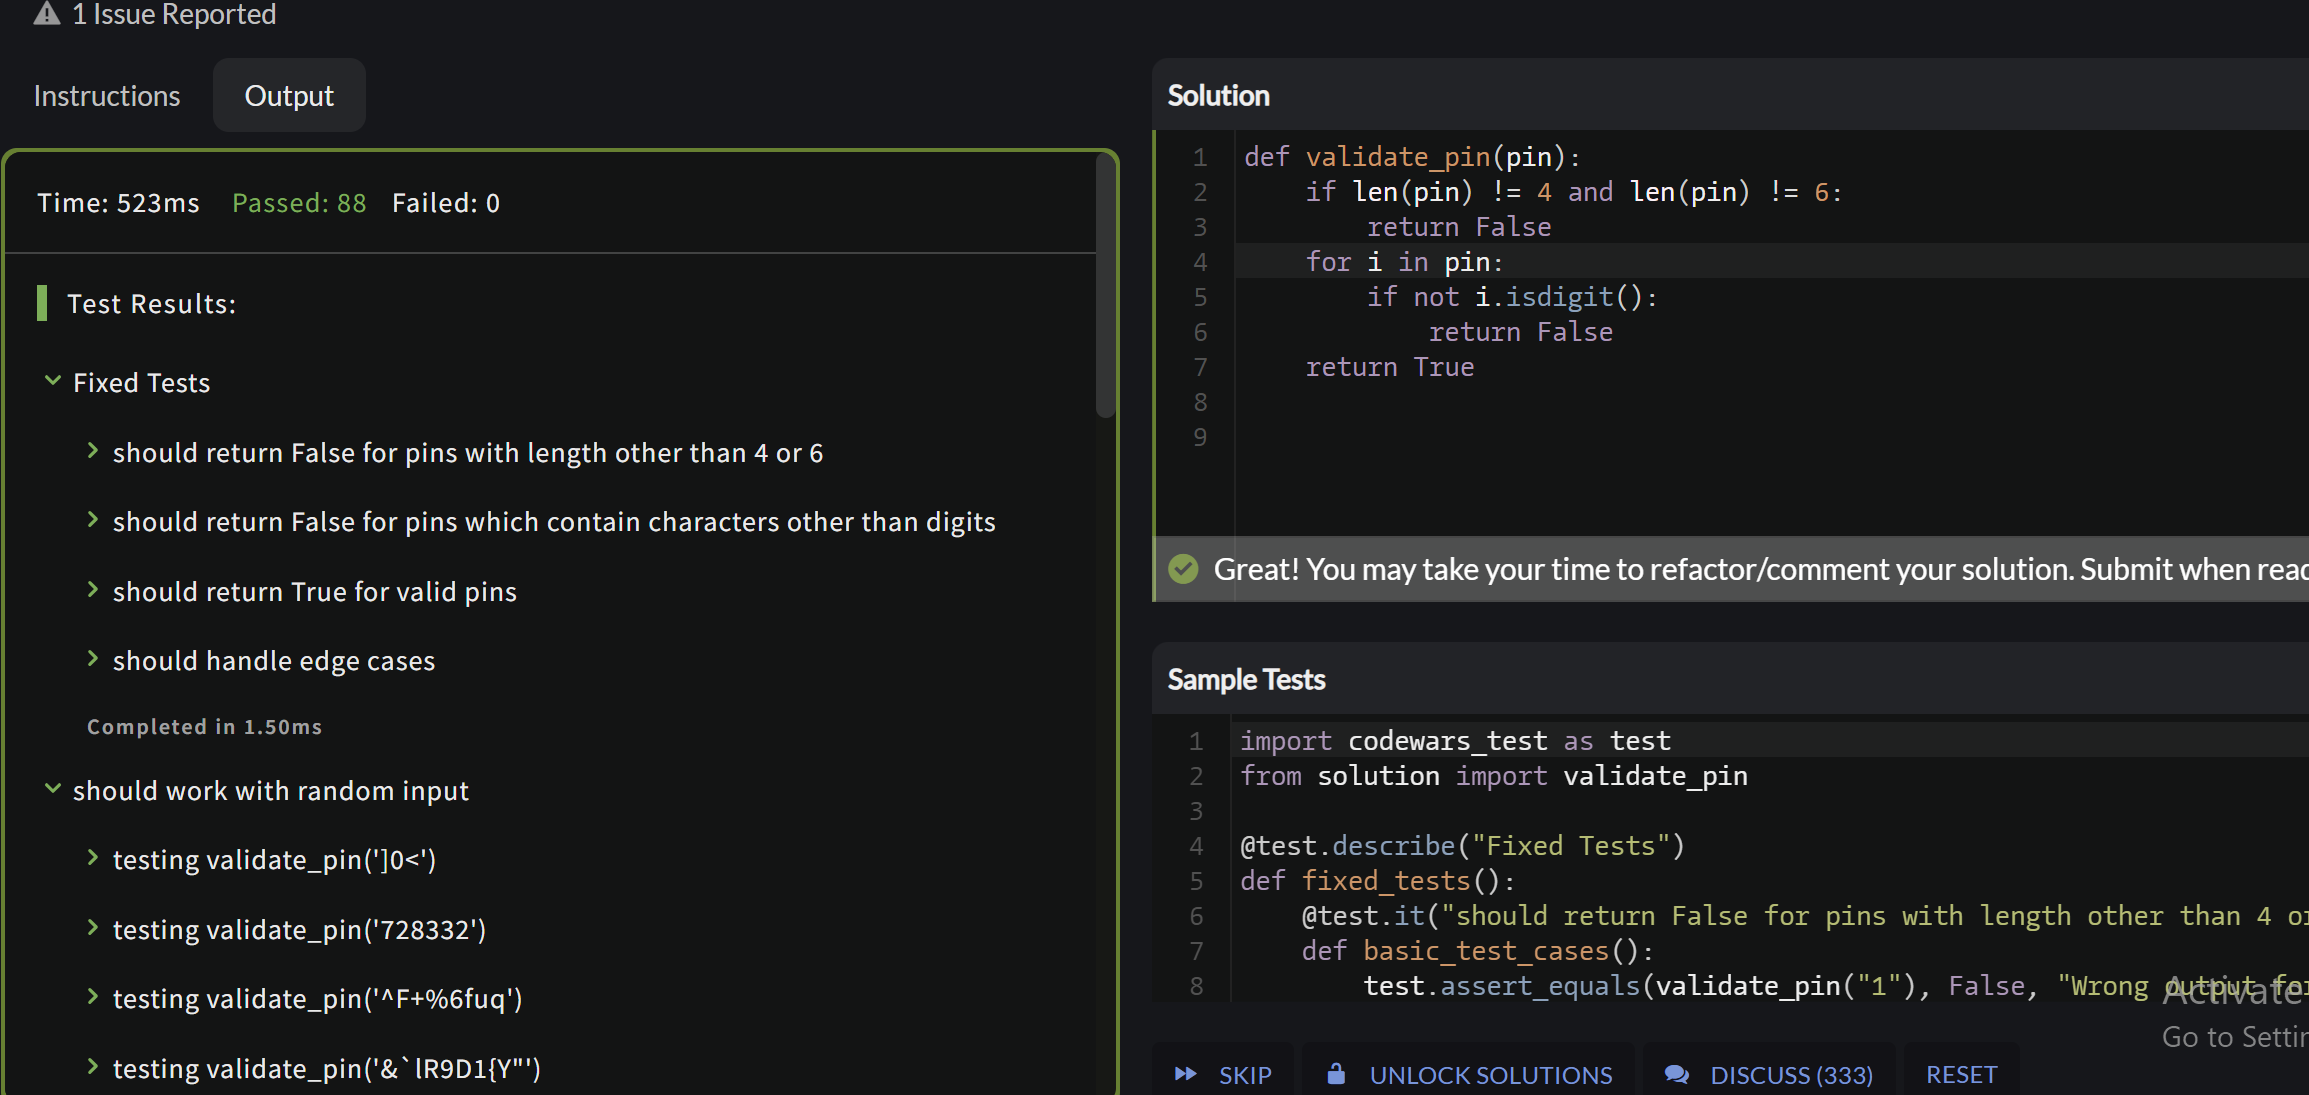 1 Issue Reported
Instructions
Output
Time: 523ms Passed: 88 Failed: 0
Test Results:
Fixed Tests
should return False for pins with length other than 4 or 6
should return False for pins which contain characters other than digits
should return True for valid pins
should handle edge cases
Completed in 1.50ms
should work with random input
testing validate_pin(']0<')
testing validate_pin('728332')
testing validate_pin('^F+%6fuq')
testing validate_pin('&`lR9D1{Y"')
Solution
1 def validate_pin(pin):
2 if len(pin) != 4 and len(pin) != 6:
3 return False
4 for i in pin:
5 if not i.isdigit():
6 return False
7 return True
8
9
Great! You may take your time to refactor/comment your solution. Submit when
Sample Tests
1 import codewars_test as test
2 from solution import validate_pin
3
4 @test.describe("Fixed Tests")
5 def fixed_tests():
6 @test.it("should return False for pins with length other than 4
7 def basic_test_cases():
8 test.assert_equals(validate_pin("1"), False, "Wrong output
Activate
Go to
SKIP
UNLOCK SOLUTIONS
DISCUSS (333)
RESET